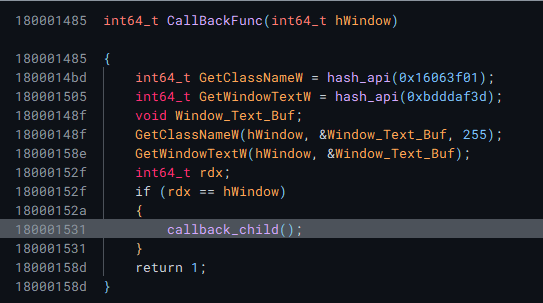 180001485 int64_t CallBackFunc(int64_t hWindow)
180001485 {
1800014bd int64_t GetClassNameW = hash_api(0x16063f01);
180001505 int64_t GetWindowTextW = hash_api(0xbdddaf3d);
18000148f void Window_Text_Buf;
18000148f GetClassNameW(hWindow, &Window_Text_Buf, 255);
18000158e GetWindowTextW(hWindow, &Window_Text_Buf);
18000152f int64_t rdx;
18000152f if (rdx == hWindow)
18000152a {
180001531 callback_child();
180001531 }
18000158d return 1;
18000158d }